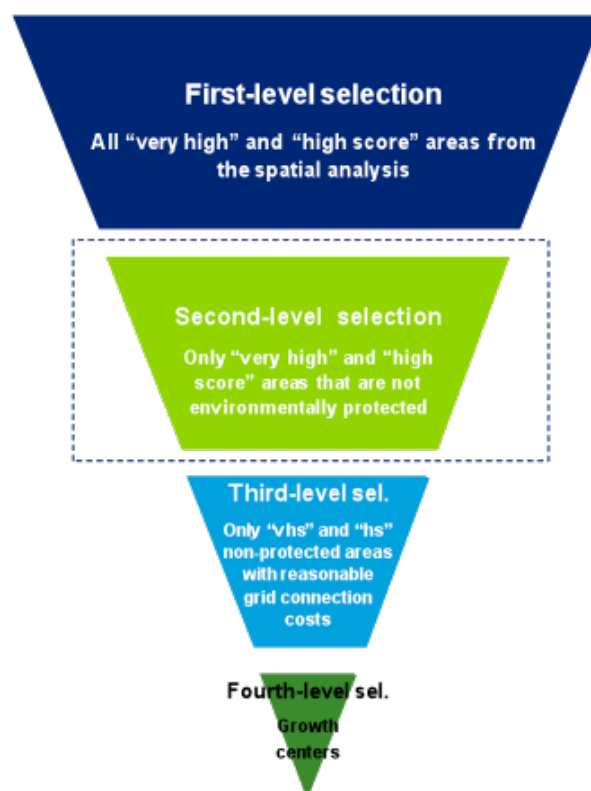 First-level selection
All “very high” and “high score” areas from
the spatial analysis
Second-level selection
Only “very high” and “high
score” areas that are not
environmentally protected
Third-level sel.
Only “vhs” and “hs”
non-protected areas
with reasonable
grid connection
costs
Fourth-level sel.
Growth
centers